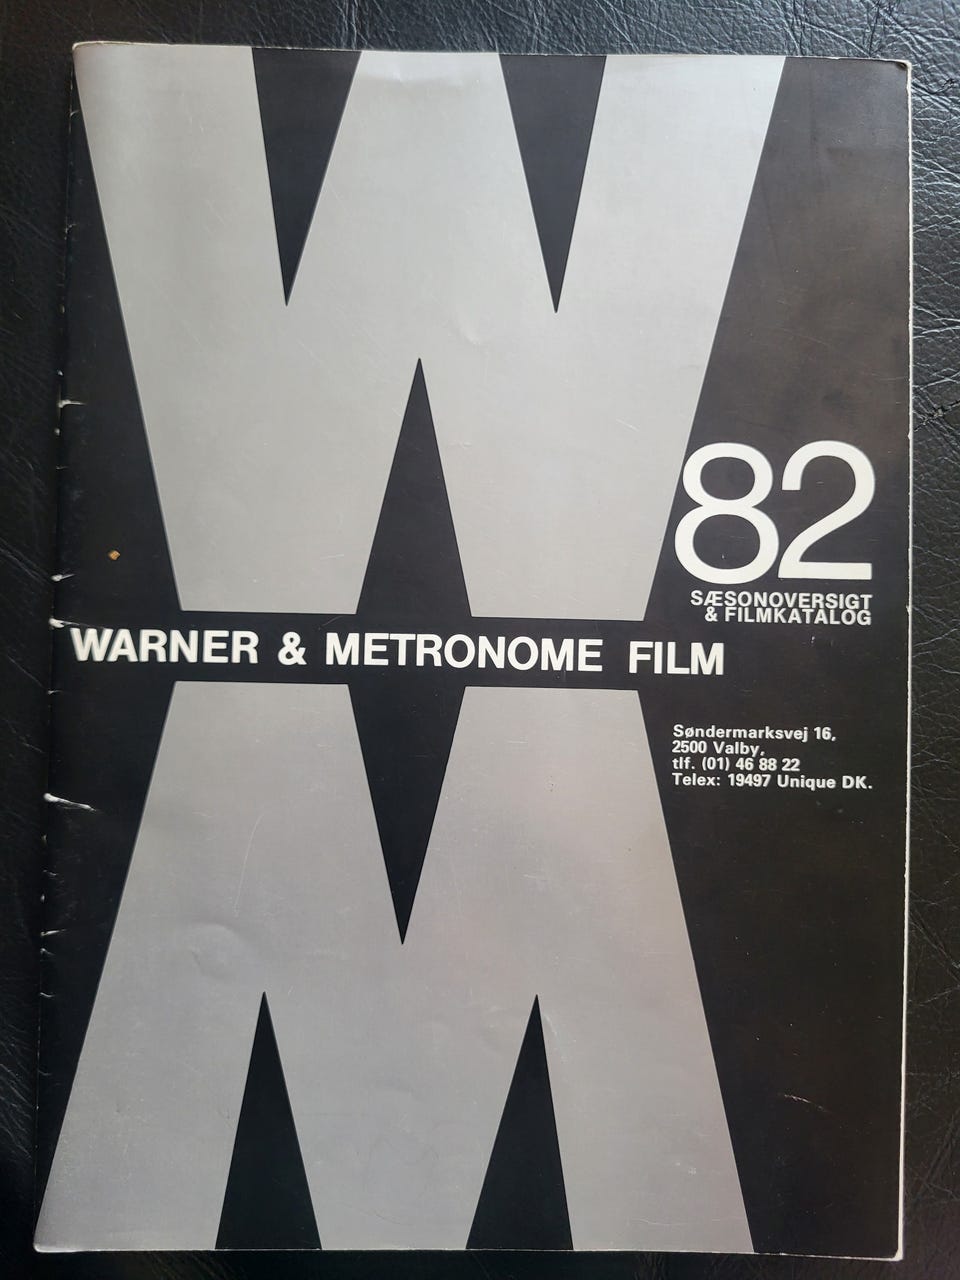 W
82
SÆSONOVERSIGT
& FILMKATALOG
WARNER & METRONOME FILM
Søndermarksvej 16,
2500 Valby,
tlf. (01) 46 88 22
Telex: 19497 Unique DK.
M